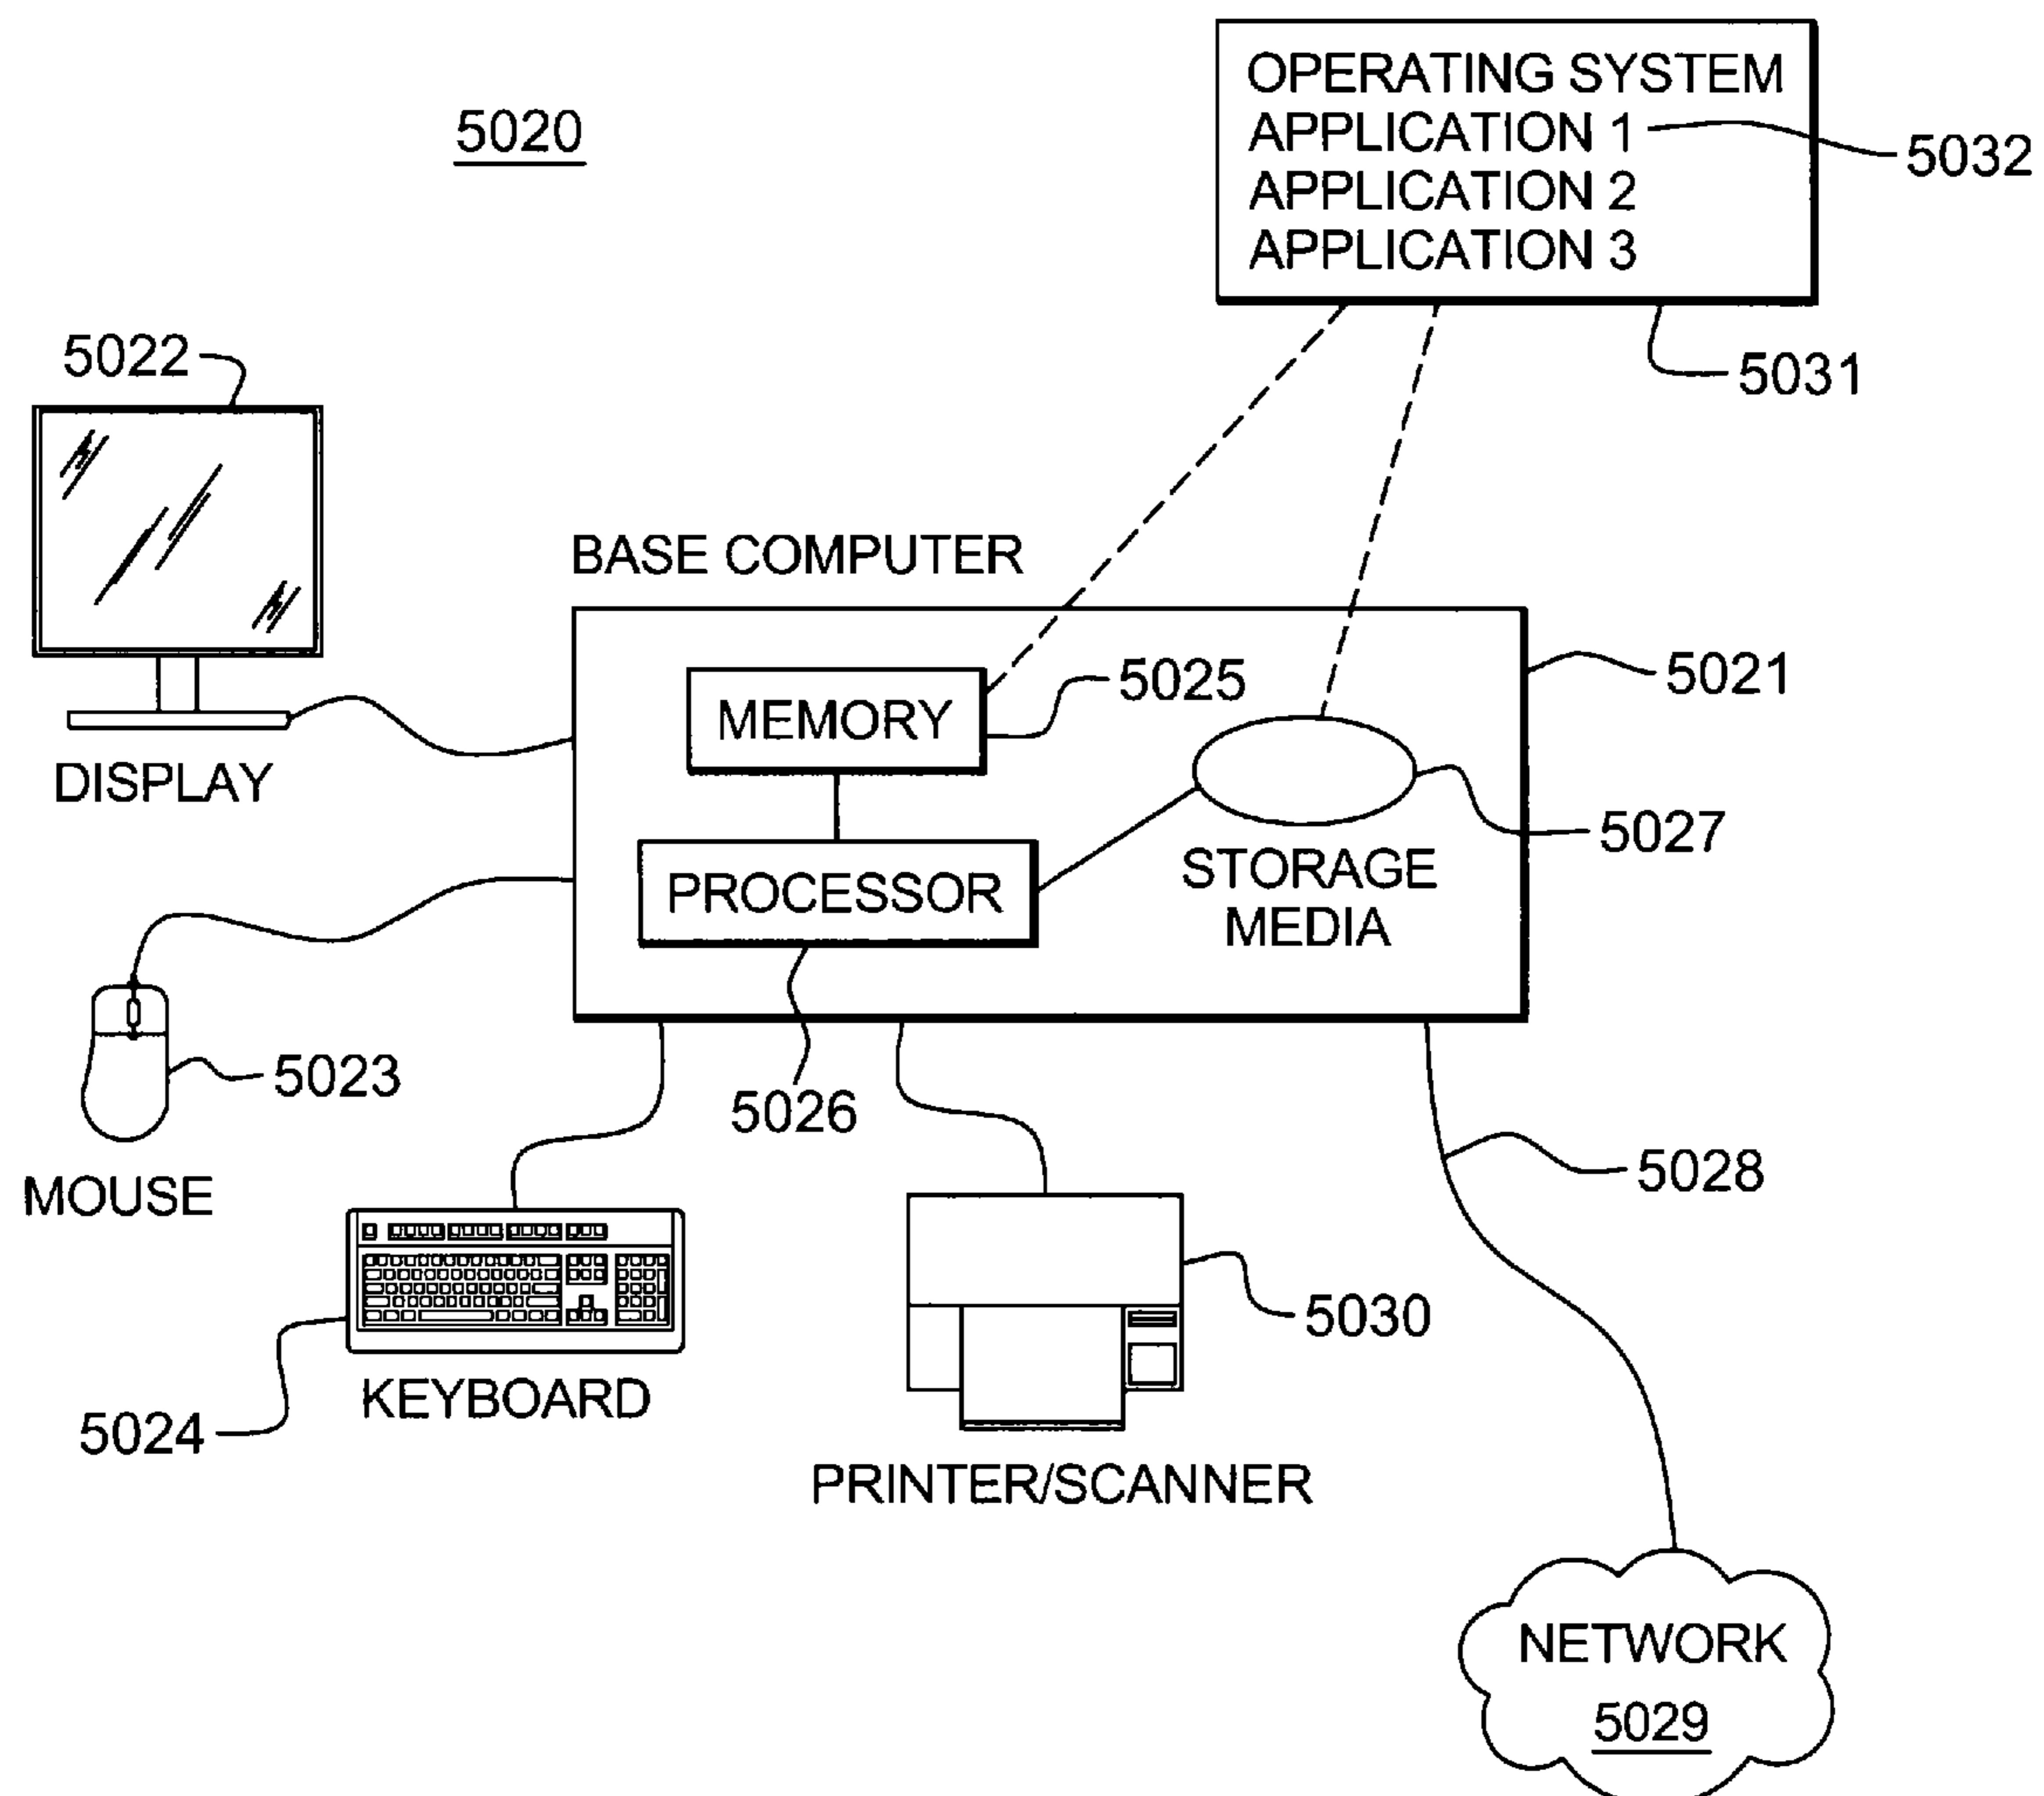 5020
OPERATING SYSTEM
APPLICATION 1
APPLICATION 2
APPLICATION 3
5032
5031
5022
DISPLAY
BASE COMPUTER
MEMORY
5025
5021
PROCESSOR
STORAGE
MEDIA
5027
5026
5023
MOUSE
5028
5024
KEYBOARD
5030
PRINTER/SCANNER
NETWORK
5029